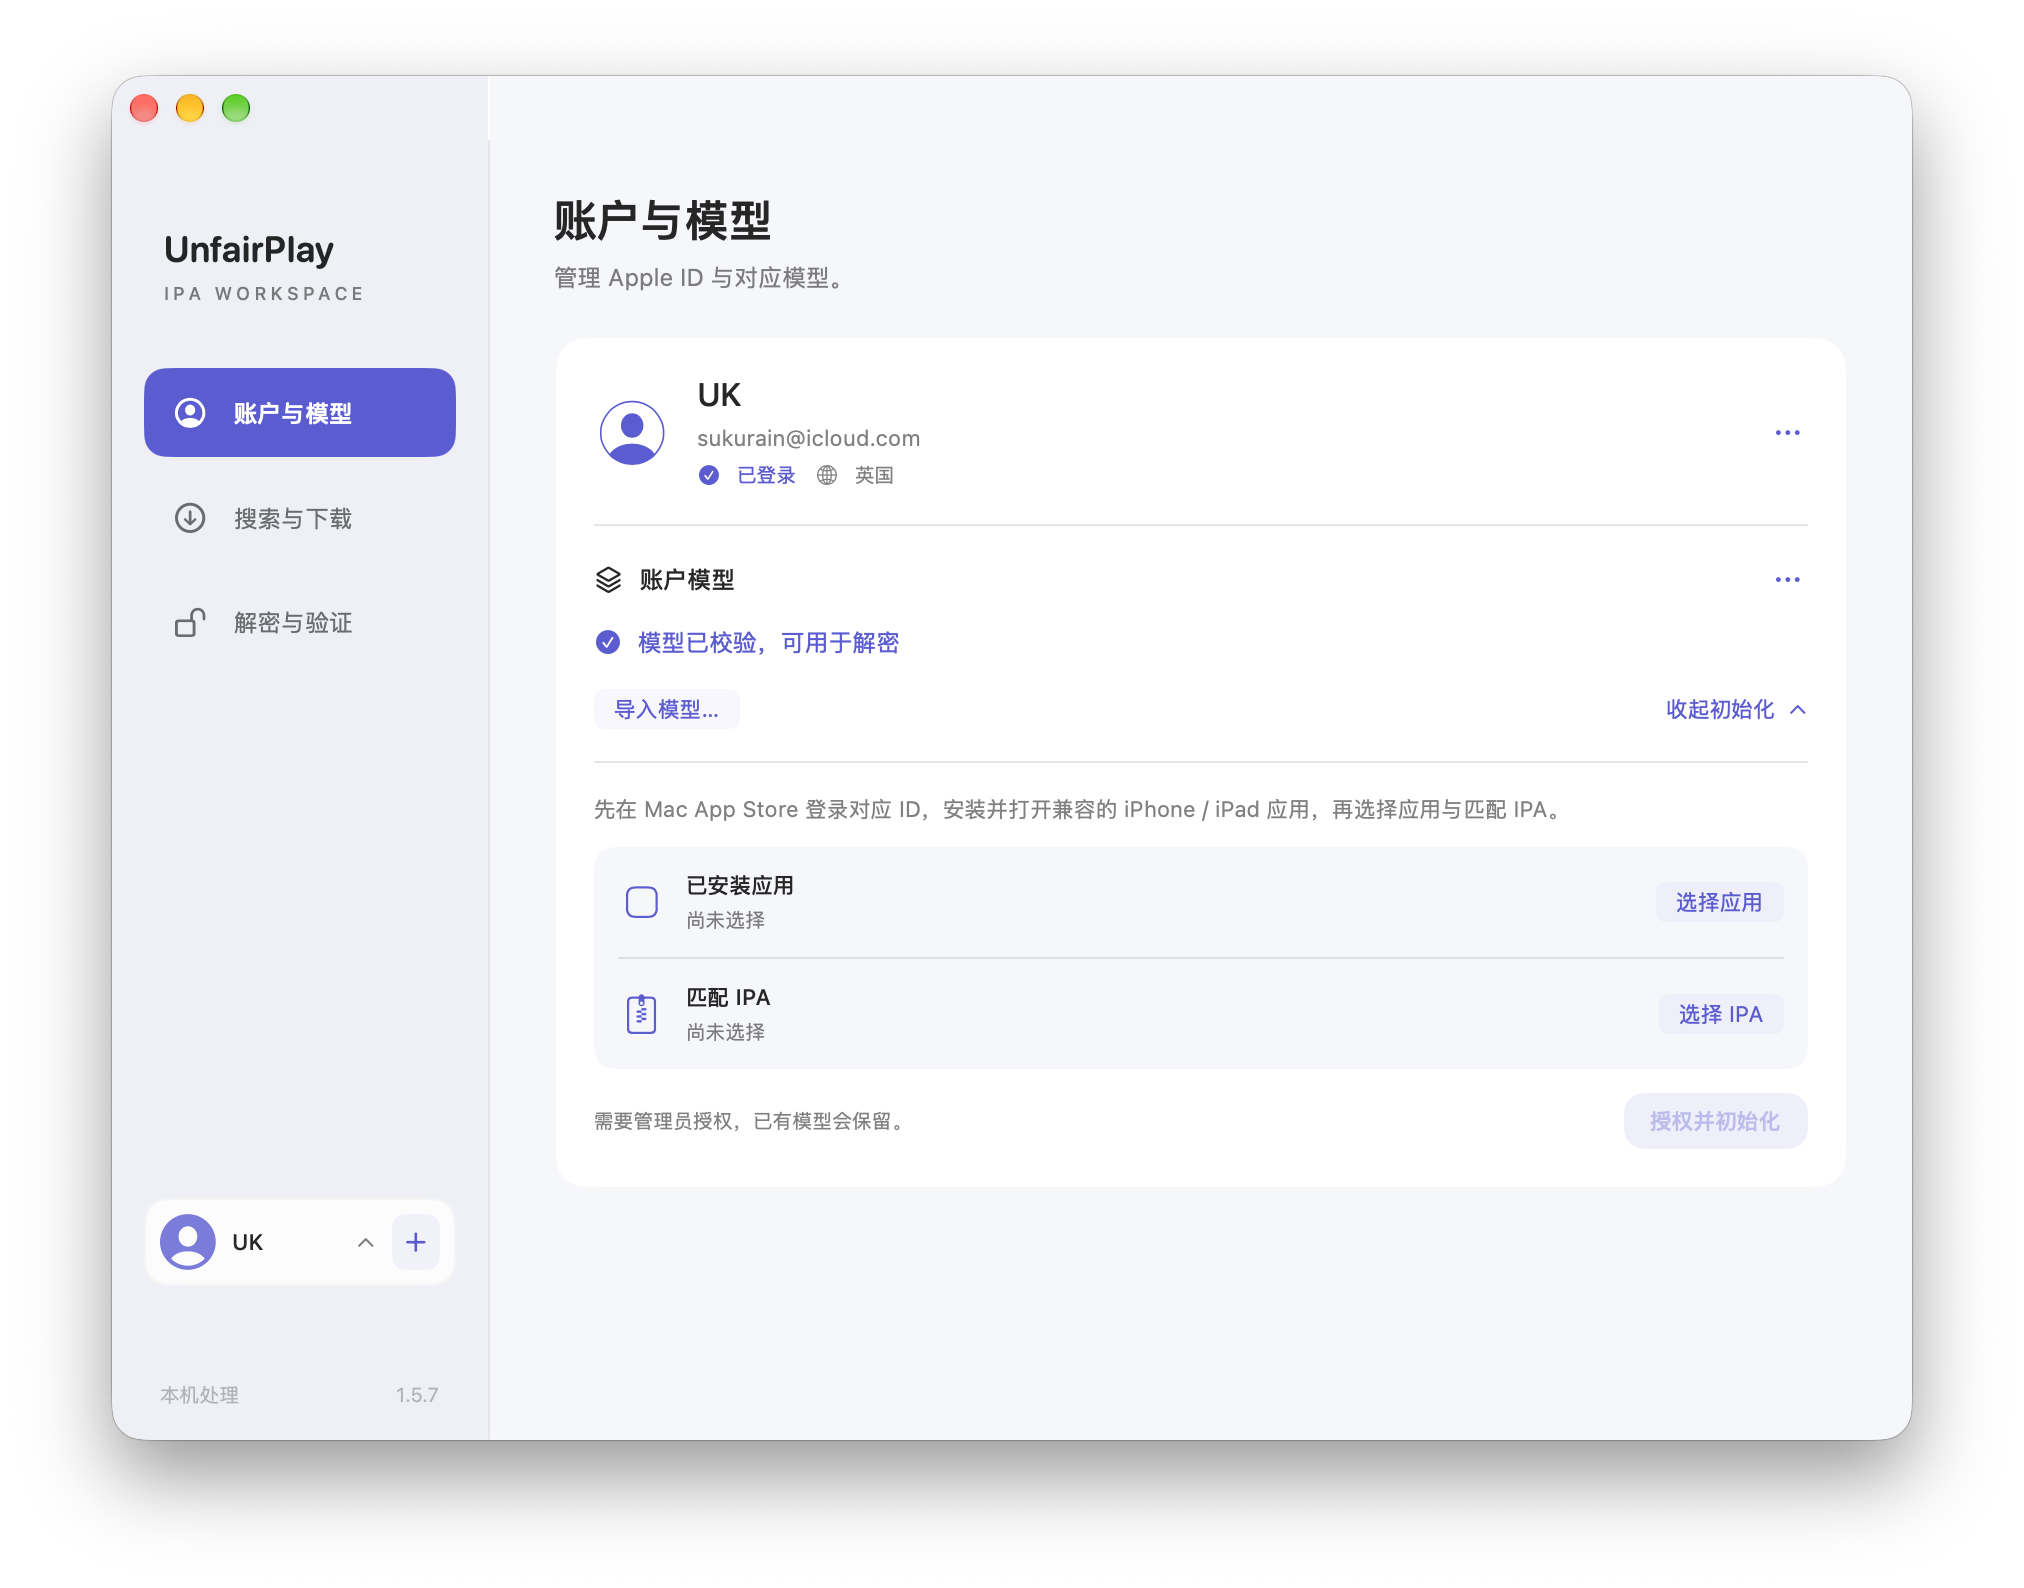 UnfairPlay
IPA WORKSPACE
账户与模型
搜索与下载
解密与验证
UK
本机处理
1.5.7
账户与模型
管理 Apple ID 与对应模型。
UK
sukurain@icloud.com
已登录 英国
账户模型
模型已校验，可用于解密
导入模型...
收起初始化
先在 Mac App Store 登录对应 ID，安装并打开兼容的 iPhone / iPad 应用，再选择应用与匹配 IPA。
已安装应用
尚未选择
选择应用
匹配 IPA
尚未选择
选择 IPA
需要管理员授权，已有模型会保留。
授权并初始化